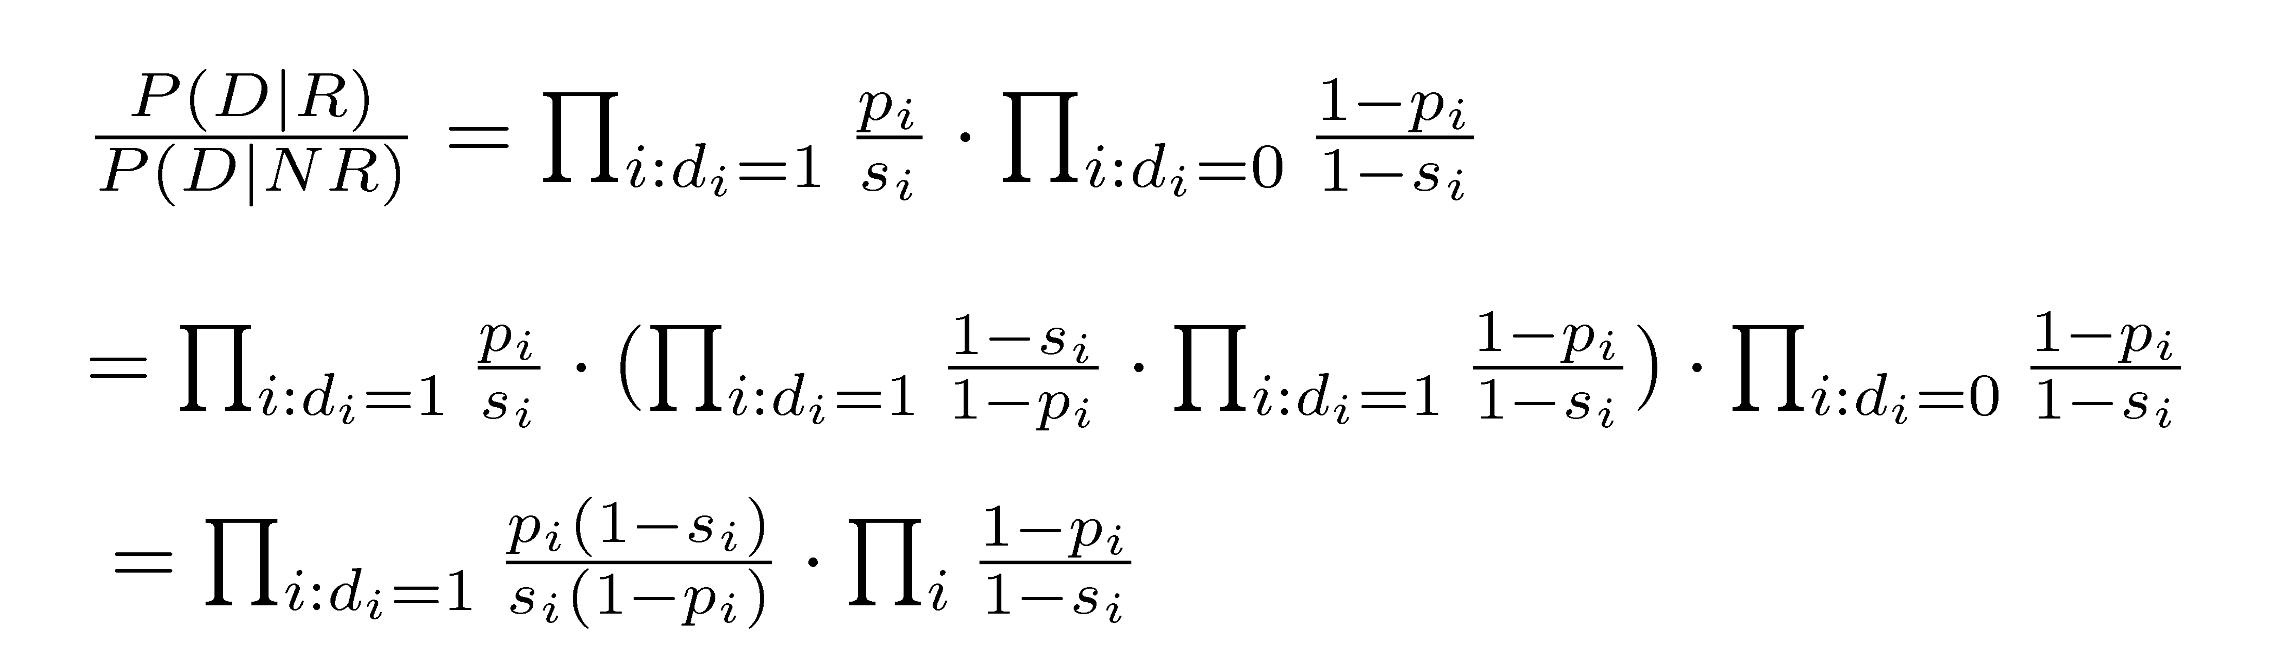 \frac{P(D|R)}{P(D|NR)} = \prod_{i:d_i=1} \frac{p_i}{s_i} \cdot \prod_{i:d_i=0} \frac{1-p_i}{1-s_i}
= \prod_{i:d_i=1} \frac{p_i}{s_i} \cdot (\prod_{i:d_i=1} \frac{1-s_i}{1-p_i} \cdot \prod_{i:d_i=1} \frac{1-p_i}{1-s_i}) \cdot \prod_{i:d_i=0} \frac{1-p_i}{1-s_i}
= \prod_{i:d_i=1} \frac{p_i(1-s_i)}{s_i(1-p_i)} \cdot \prod_i \frac{1-p_i}{1-s_i}